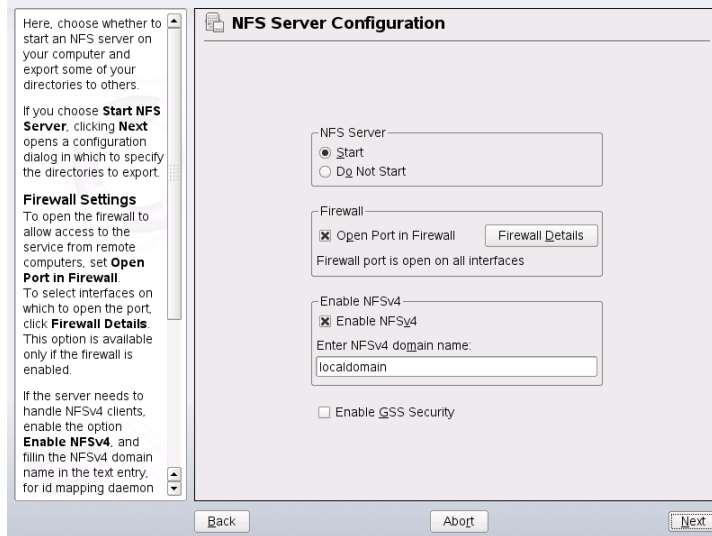 Here, choose whether to
start an NFS server on
your computer and
export some of your
directories to others.
If you choose Start NFS
Server, clicking Next
opens a configuration
dialog in which to specify
the directories to export.
Firewall Settings
To open the firewall to
allow access to the
service from remote
computers, set Open
Port in Firewall.
To select interfaces on
which to open the port,
click Firewall Details.
This option is available
only if the firewall is
enabled.
If the server needs to
handle NFSv4 clients,
enable the option
Enable NFSv4, and
fillin the NFSv4 domain
name in the text entry,
for id mapping daemon
NFS Server Configuration
NFS Server
Start
Do Not Start
Firewall
Open Port in Firewall
Firewall Details
Firewall port is open on all interfaces
Enable NFSv4
Enable NFSv4
Enter NFSv4 domain name:
localdomain
Enable GSS Security
Back
Abort
Next